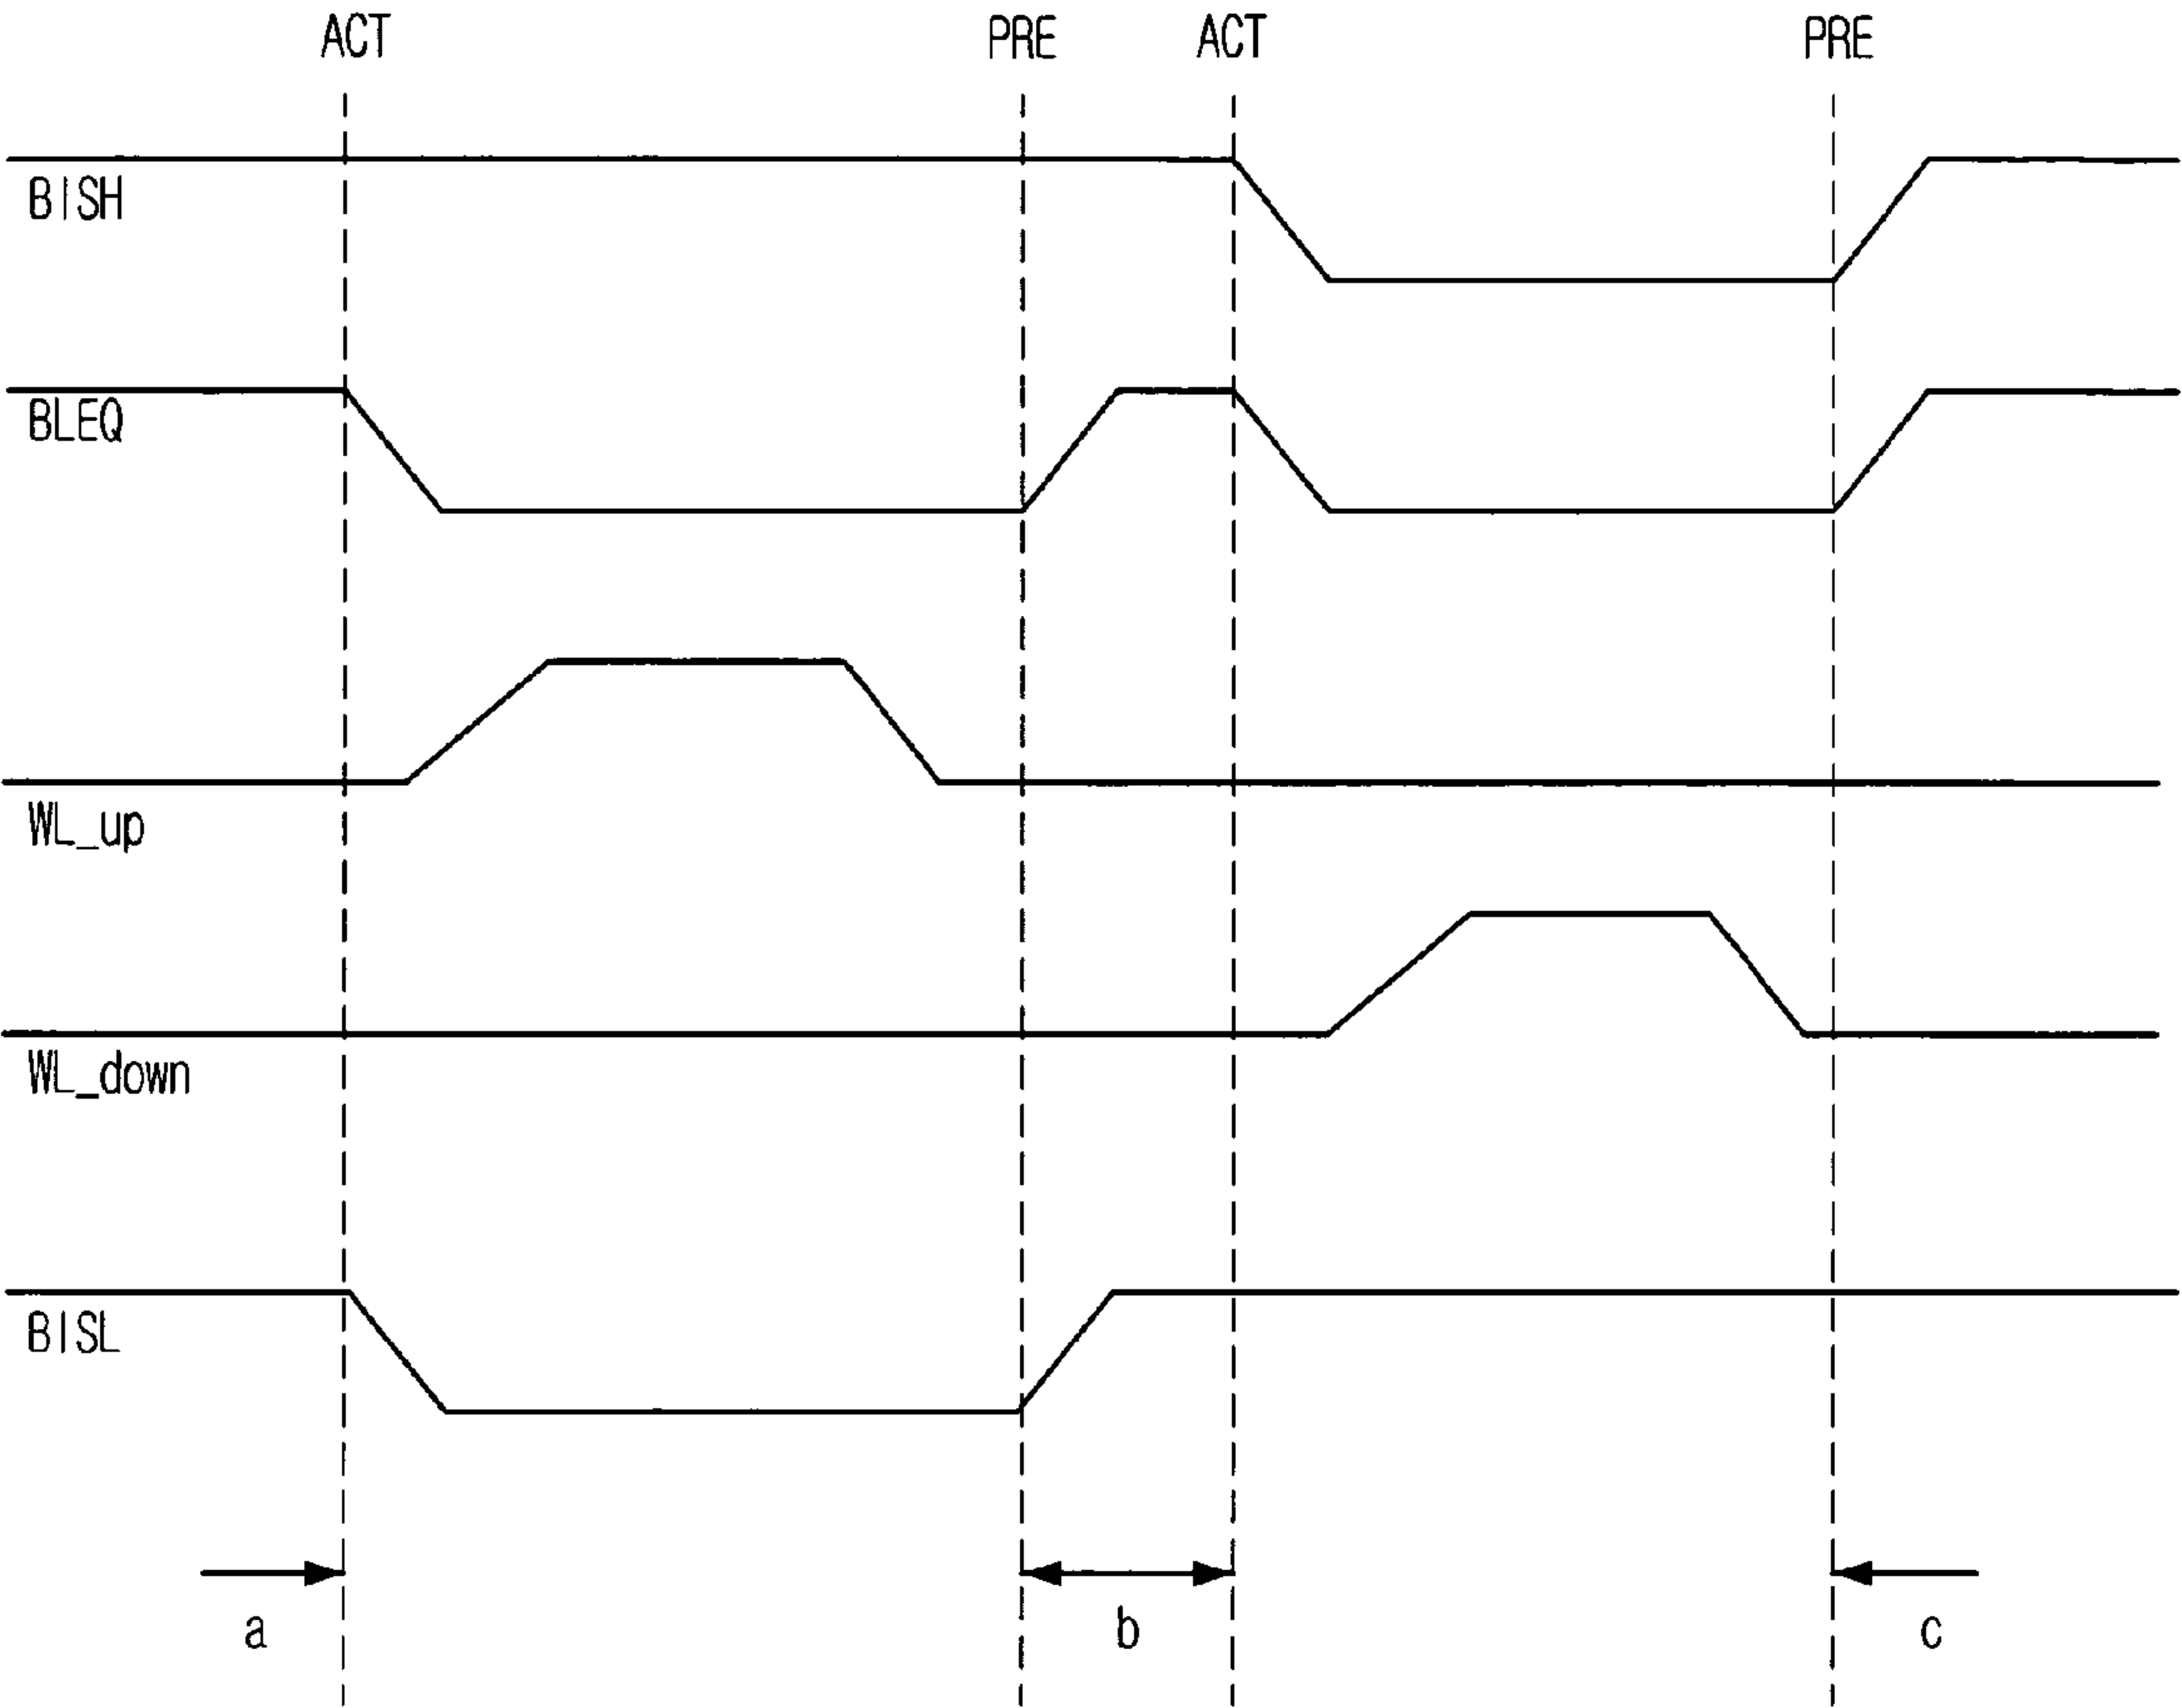 ACT PRE ACT PRE
BISH
BLEQ
WL_up
WL_down
BISL
a b c